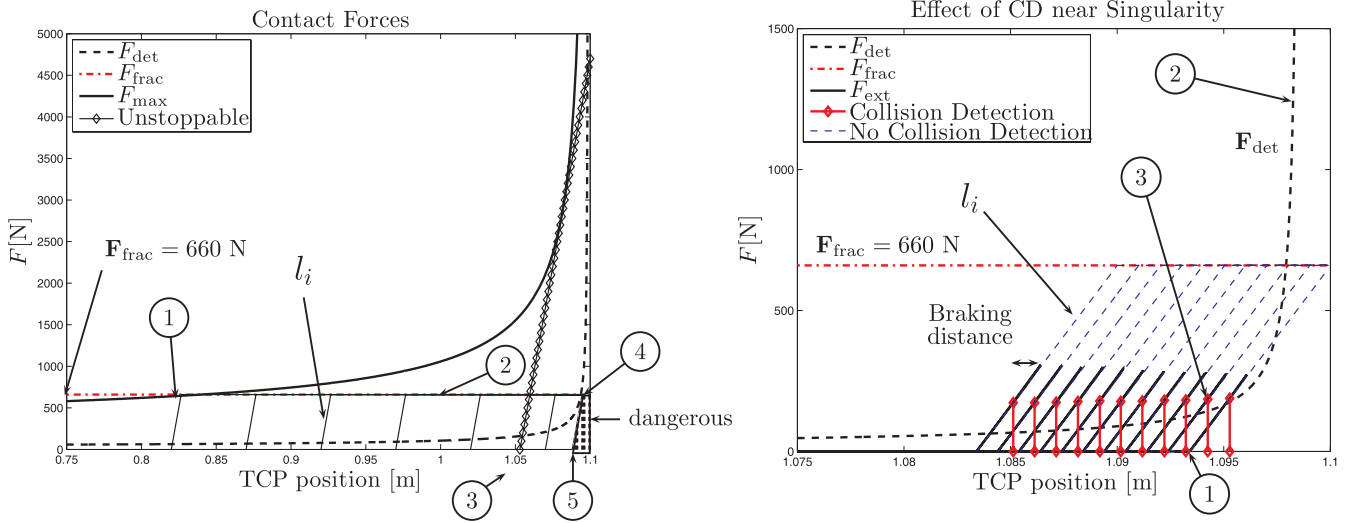 Contact Forces
5000
4500
4000
3500
3000
2500
2000
1500
1000
500
0
F[N]
F_det
F_frac
F_max
Unstoppable
F_frac = 660 N
l_i
1
2
3
4
5
dangerous
0.75
0.8
0.85
0.9
0.95
1
1.05
1.1
TCP position [m]
Effect of CD near Singularity
1500
1000
500
0
F[N]
F_det
F_frac
F_ext
Collision Detection
No Collision Detection
2
F_det
3
l_i
F_frac = 660 N
Braking
distance
1.075
1.08
1.085
1.09
1.095
1.1
TCP position [m]
1